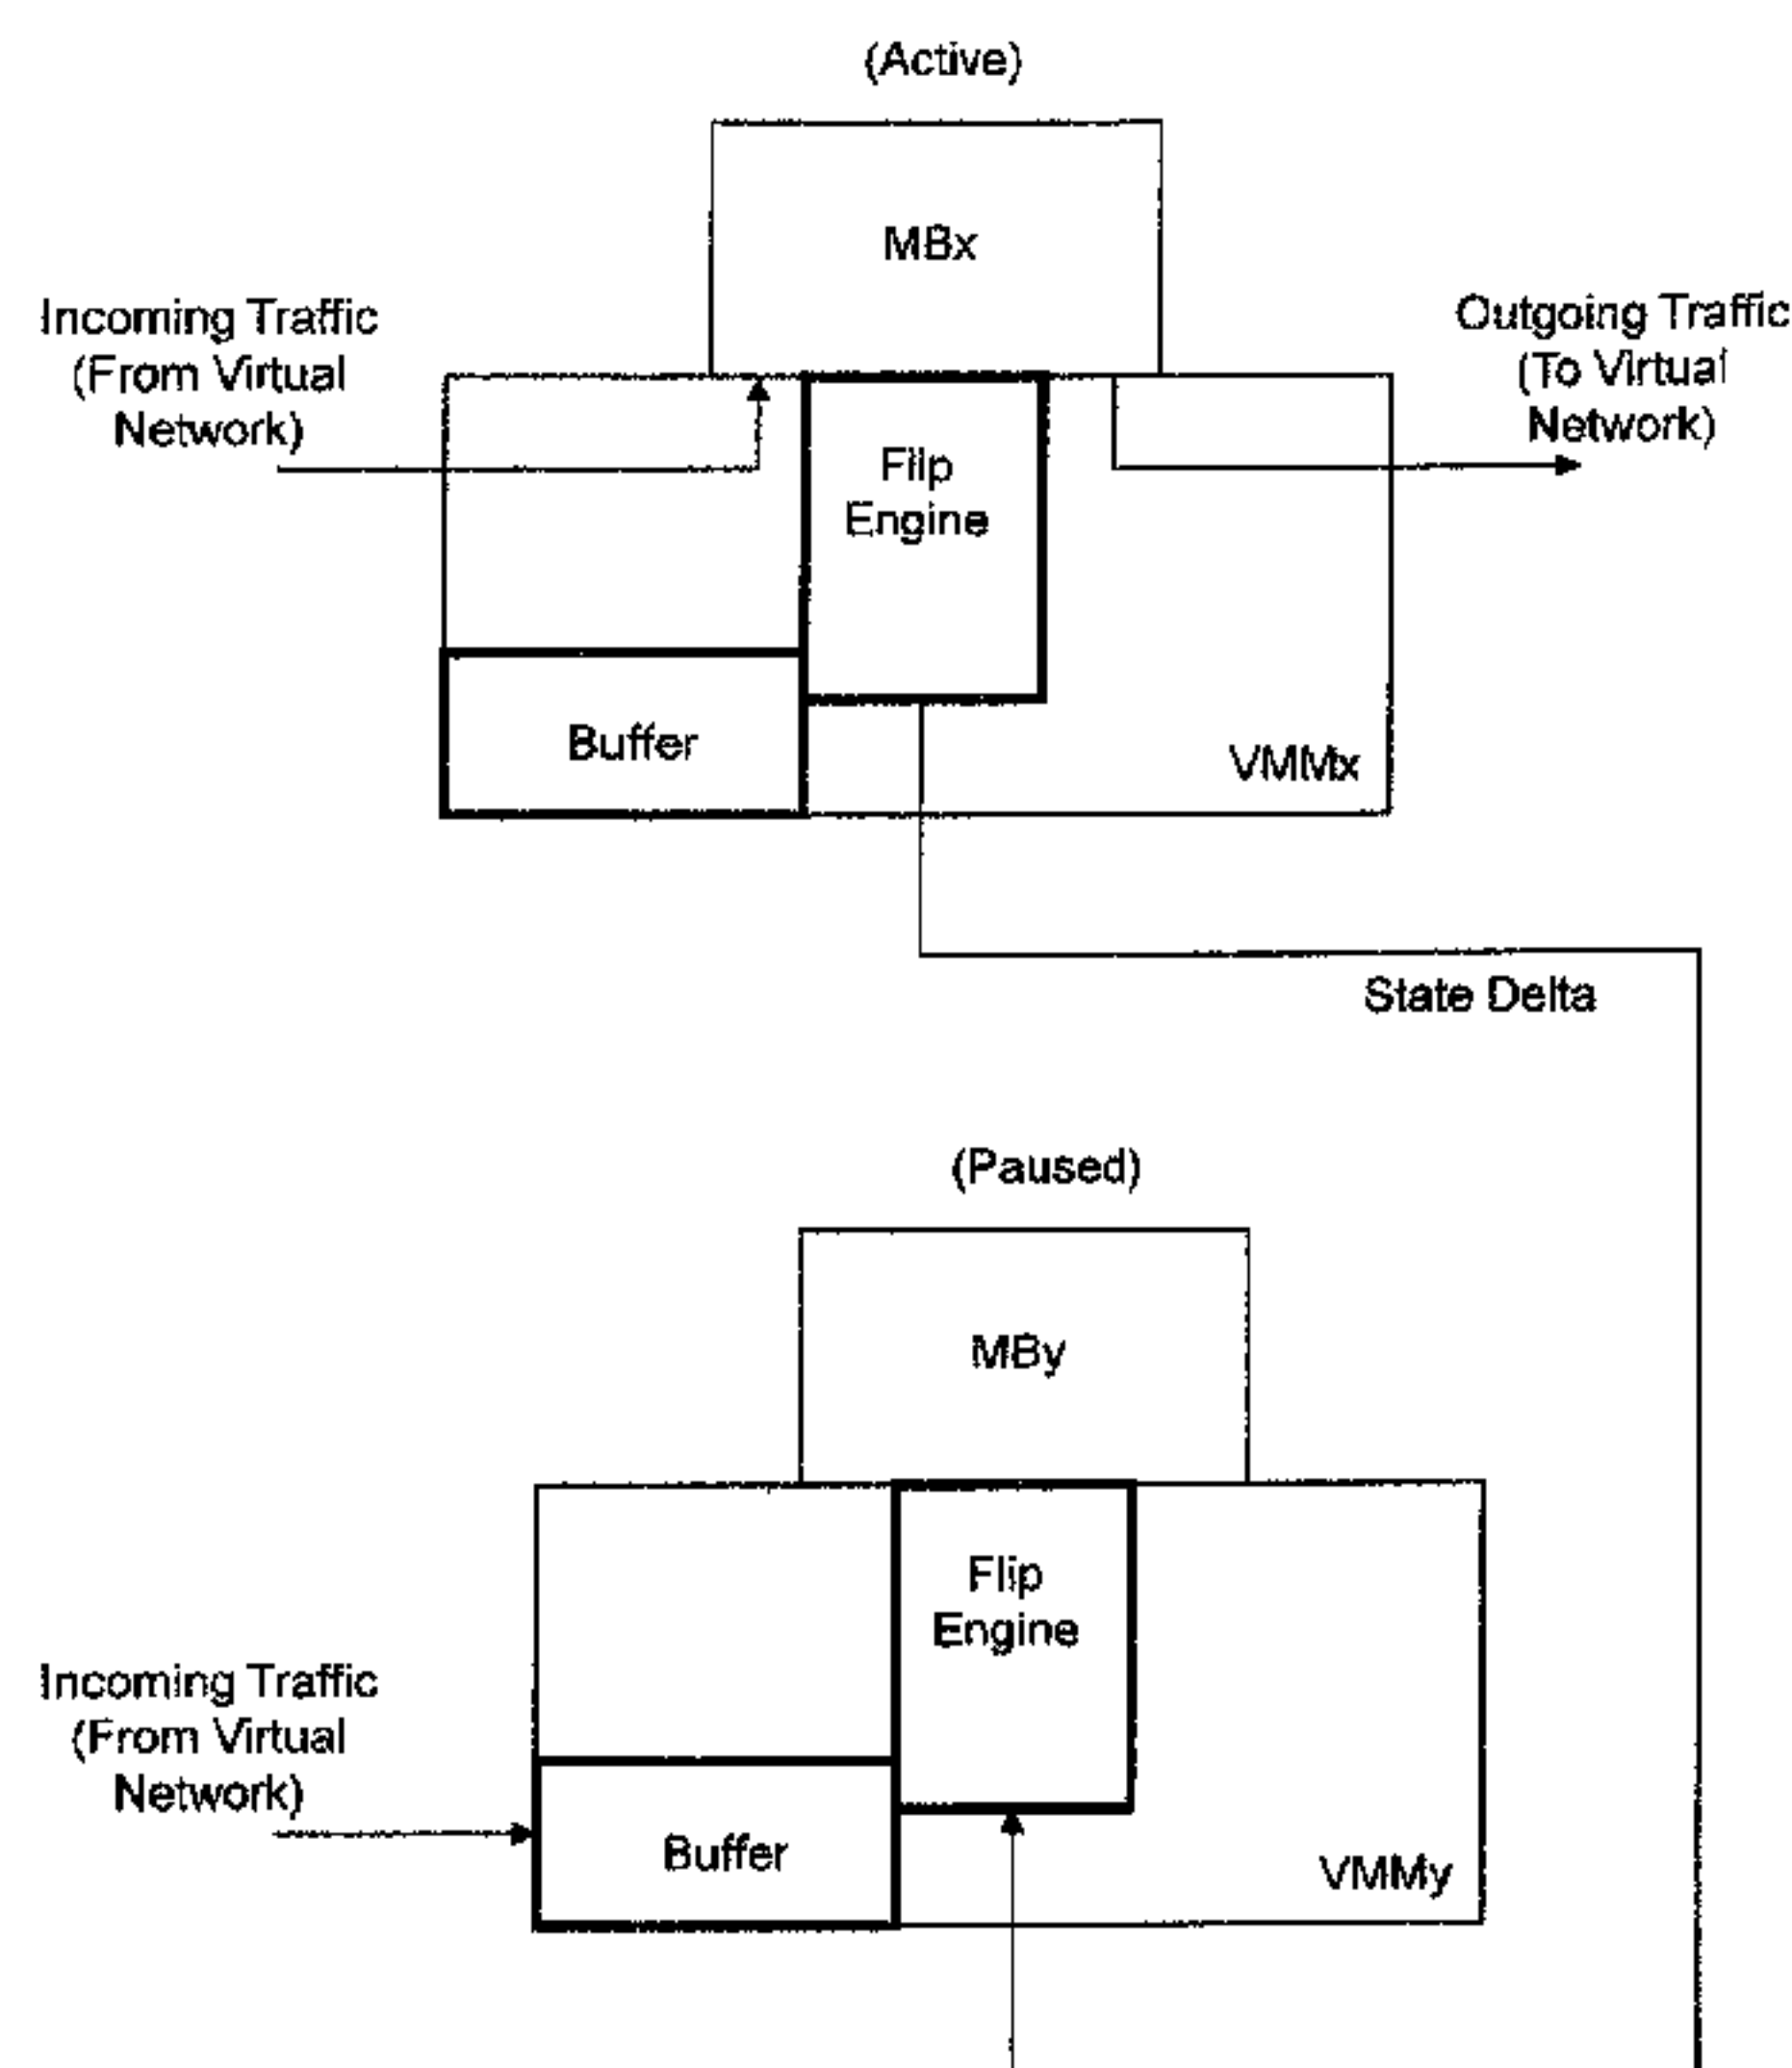 (Active)
MBx
Incoming Traffic
(From Virtual
Network)
Outgoing Traffic
(To Virtual
Network)
Flip
Engine
Buffer
VMMx
State Delta
(Paused)
MBy
Flip
Engine
Incoming Traffic
(From Virtual
Network)
Buffer
VMMy